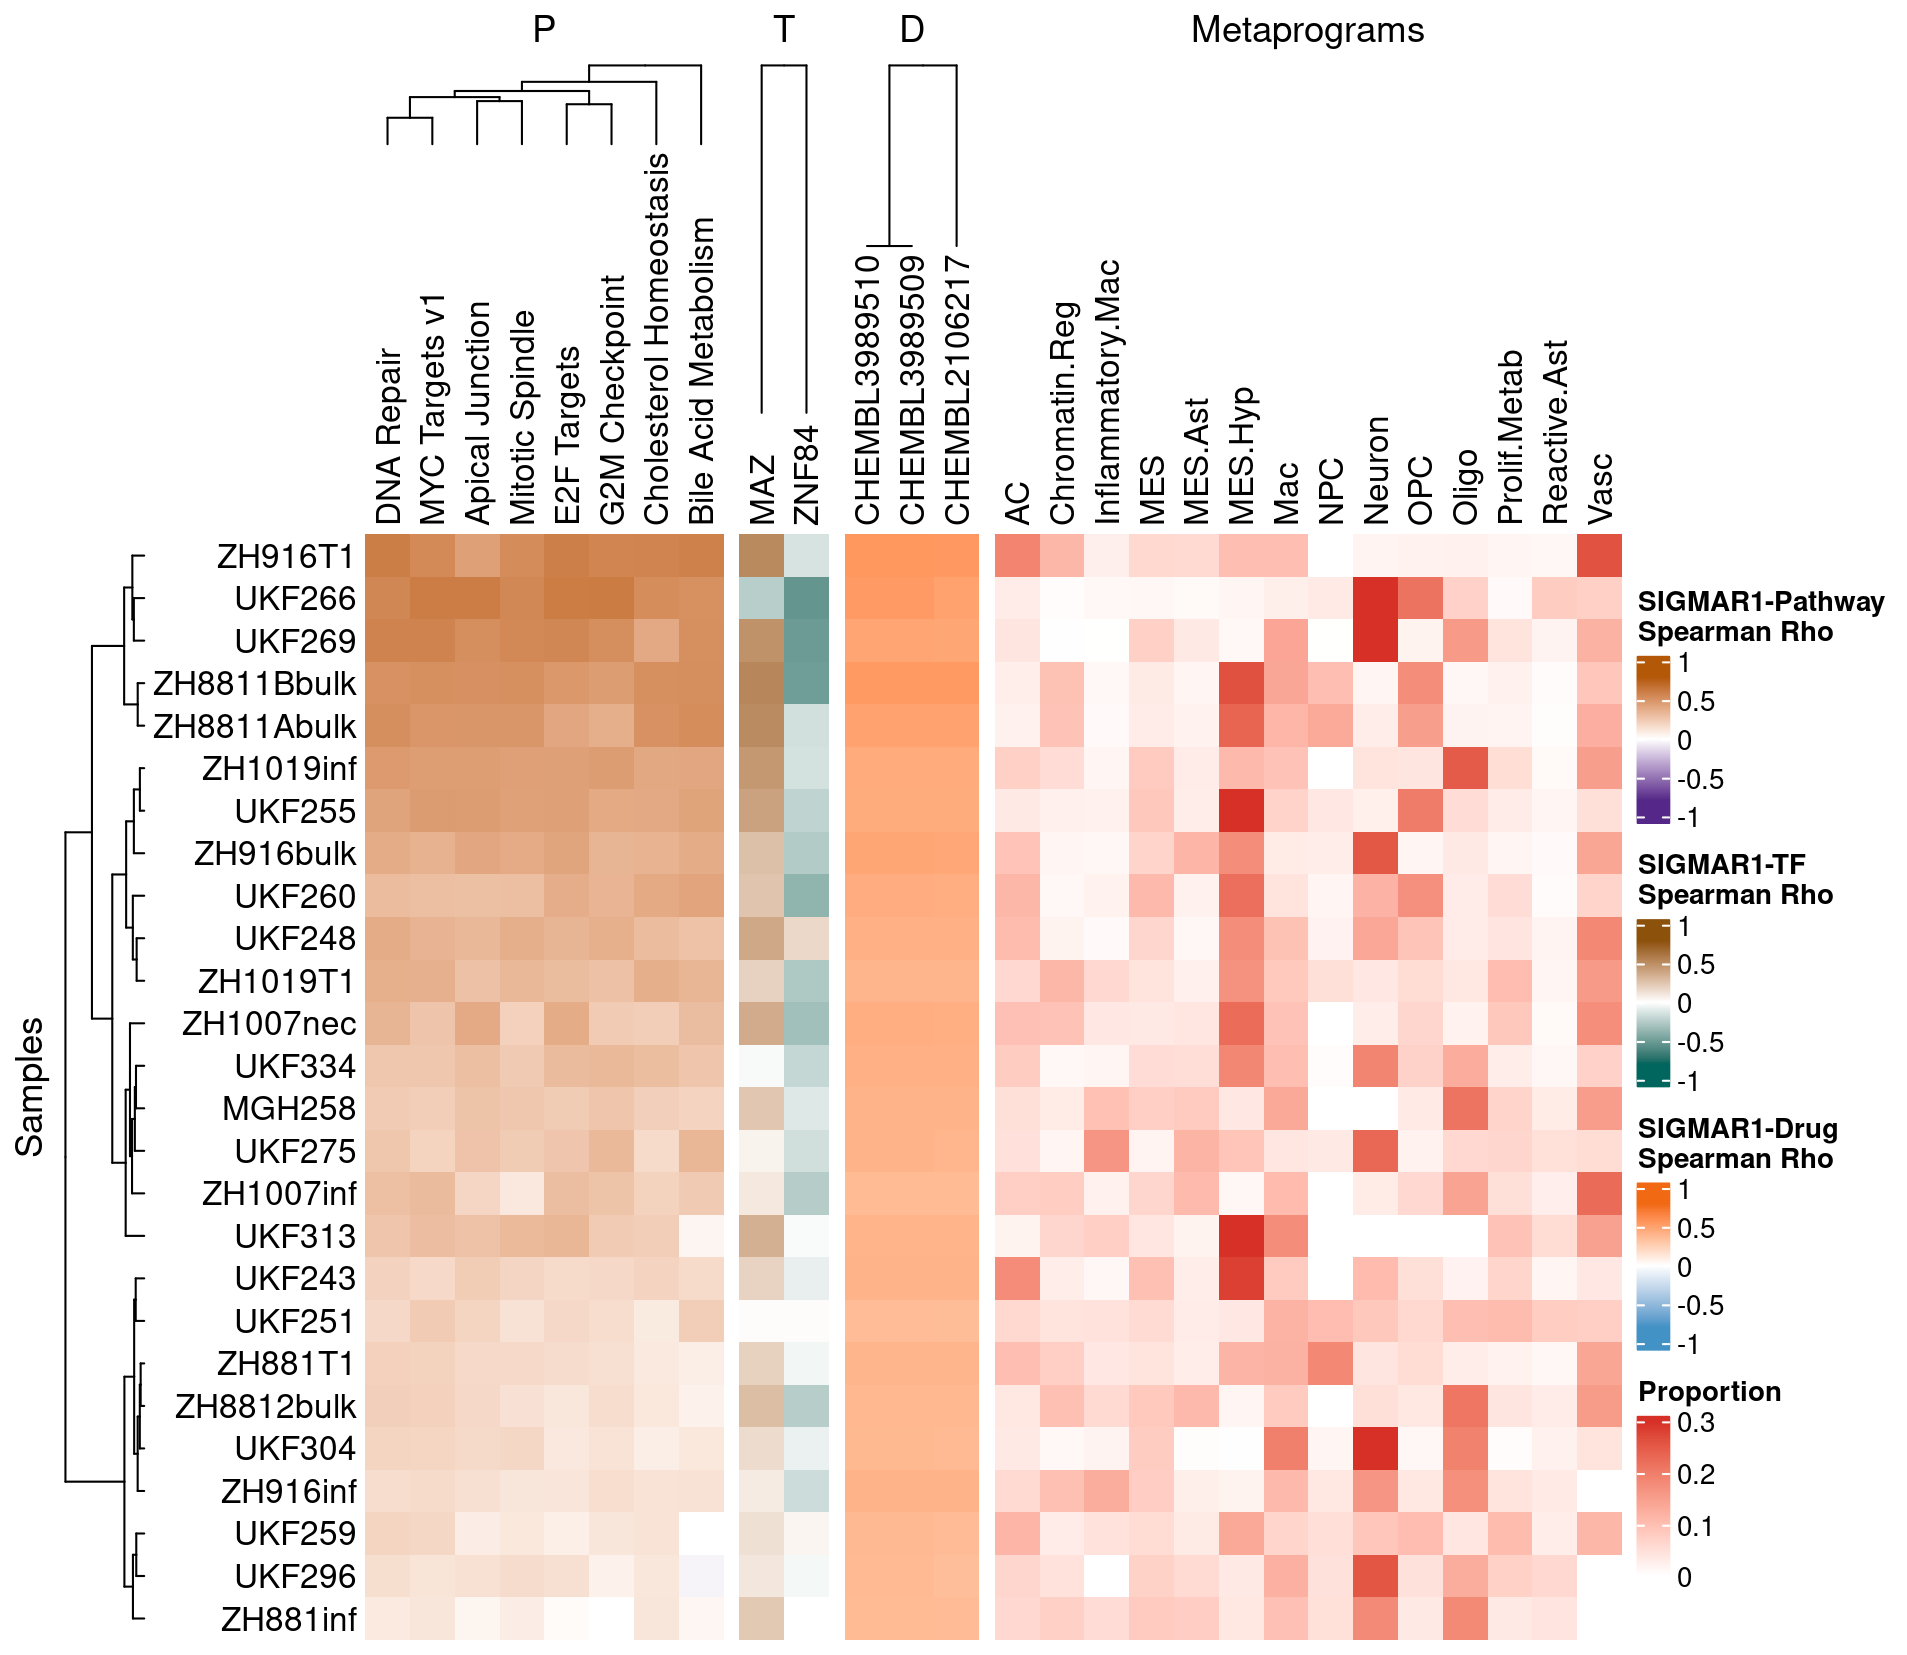 P
T
D
Metaprograms
DNA Repair
MYC Targets v1
Apical Junction
Mitotic Spindle
E2F Targets
G2M Checkpoint
Cholesterol Homeostasis
Bile Acid Metabolism
MAZ
ZNF84
CHEMBL3989510
CHEMBL3989509
CHEMBL2106217
AC
Chromatin.Reg
Inflammatory.Mac
MES
MES.Ast
MES.Hyp
Mac
NPC
Neuron
OPC
Oligo
Prolif.Metab
Reactive.Ast
Vasc
Samples
ZH916T1
UKF266
UKF269
ZH8811Bbulk
ZH8811Abulk
ZH1019inf
UKF255
ZH916bulk
UKF260
UKF248
ZH1019T1
ZH1007nec
UKF334
MGH258
UKF275
ZH1007inf
UKF313
UKF243
UKF251
ZH881T1
ZH8812bulk
UKF304
ZH916inf
UKF259
UKF296
ZH881inf
SIGMAR1-Pathway
Spearman Rho
1
0.5
0
-0.5
-1
SIGMAR1-TF
Spearman Rho
1
0.5
0
-0.5
-1
SIGMAR1-Drug
Spearman Rho
1
0.5
0
-0.5
-1
Proportion
0.3
0.2
0.1
0